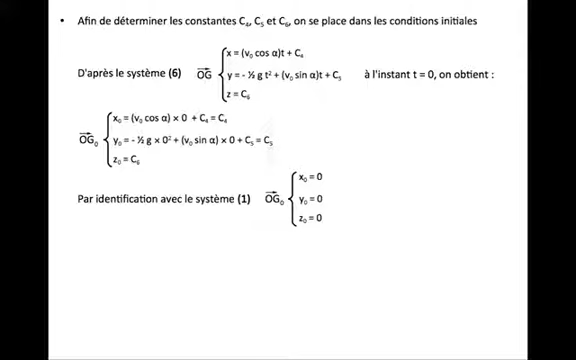 • Afin de déterminer les constantes C₄, C₅ et C₆, on se place dans les conditions initiales
x = (v₀ cos α)t + C₄
D'après le système (6) OG y = - ½ g t² + (v₀ sin α)t + C₅ à l'instant t = 0, on obtient :
z = C₆
x₀ = (v₀ cos α) × 0 + C₄ = C₄
OG₀ y₀ = - ½ g × 0² + (v₀ sin α) × 0 + C₅ = C₅
z₀ = C₆
x₀ = 0
Par identification avec le système (1) OG₀ y₀ = 0
z₀ = 0